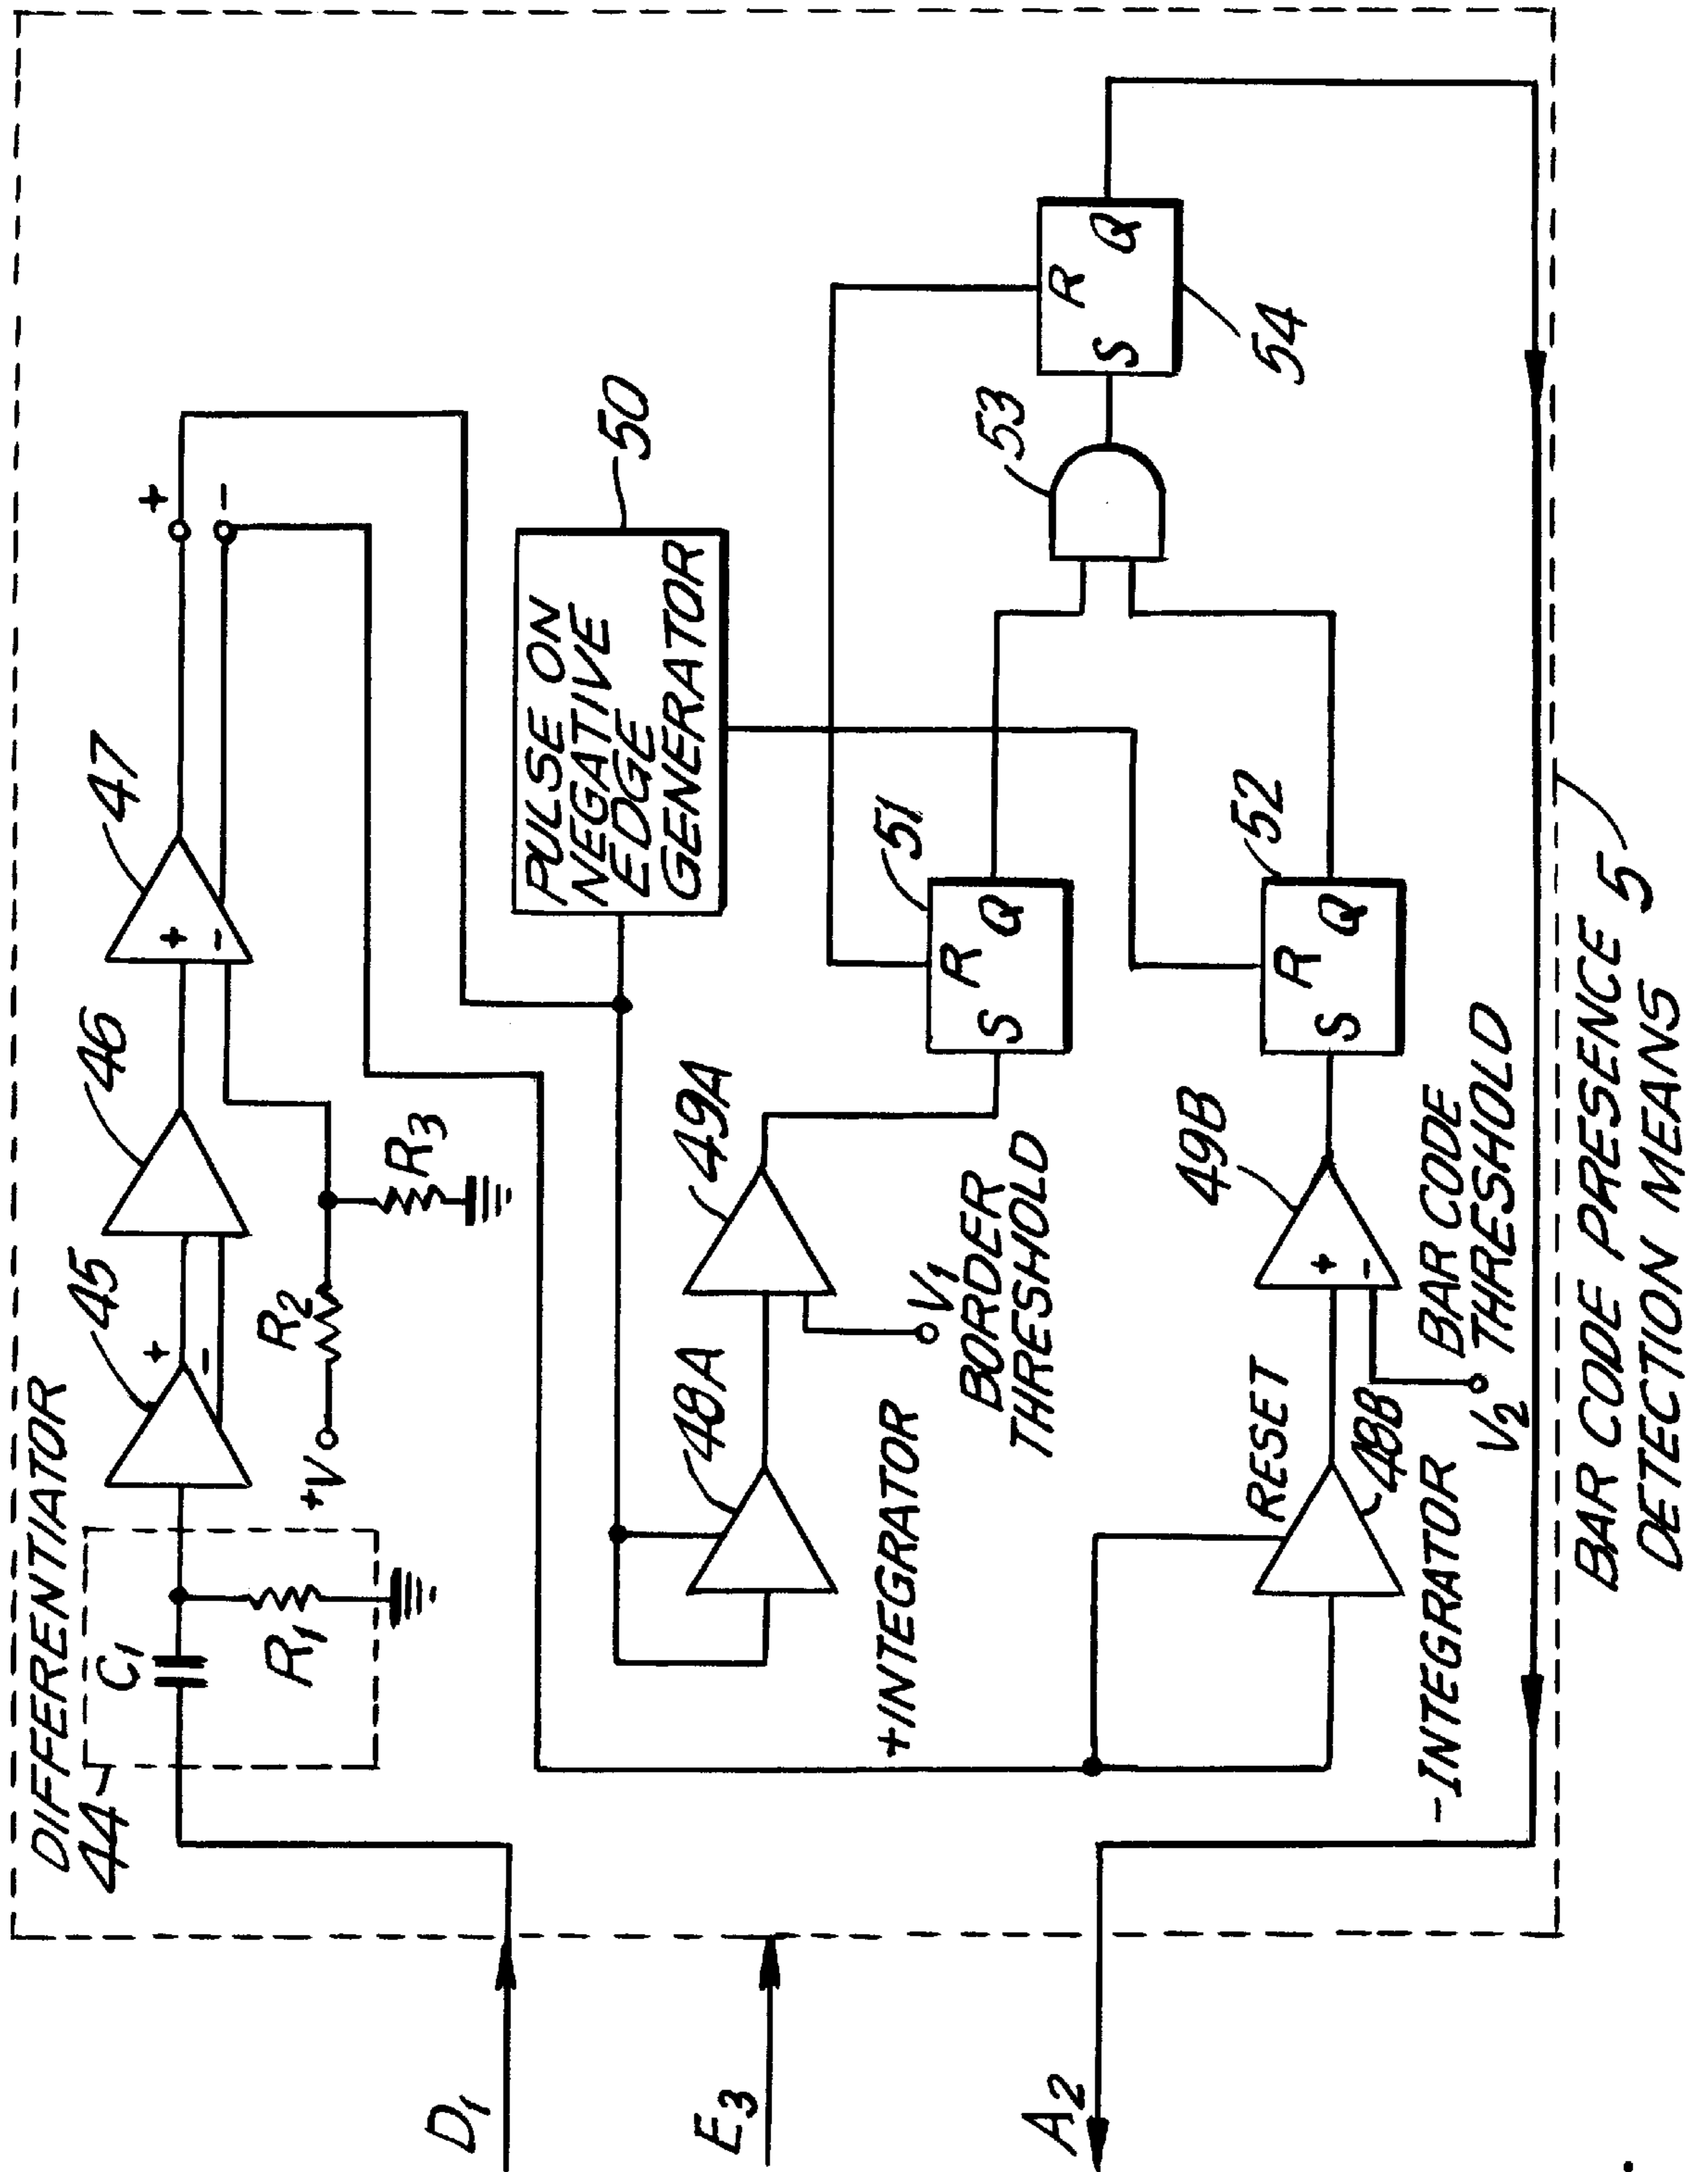 DIFFERENTIATOR
44
C1
R1
45
+
-
46
47
+
-
+
-
+V
R2
R3
D1
E3
A2
48A
+INTEGRATOR
49A
V1
BORDER
THRESHOLD
50
PULSE ON
NEGATIVE
EDGE
GENERATOR
51
S R Q
53
54
S R Q
RESET
48B
-INTEGRATOR
49B
+
-
V2
BAR CODE
THRESHOLD
52
S R Q
BAR CODE PRESENCE 5
DETECTION MEANS